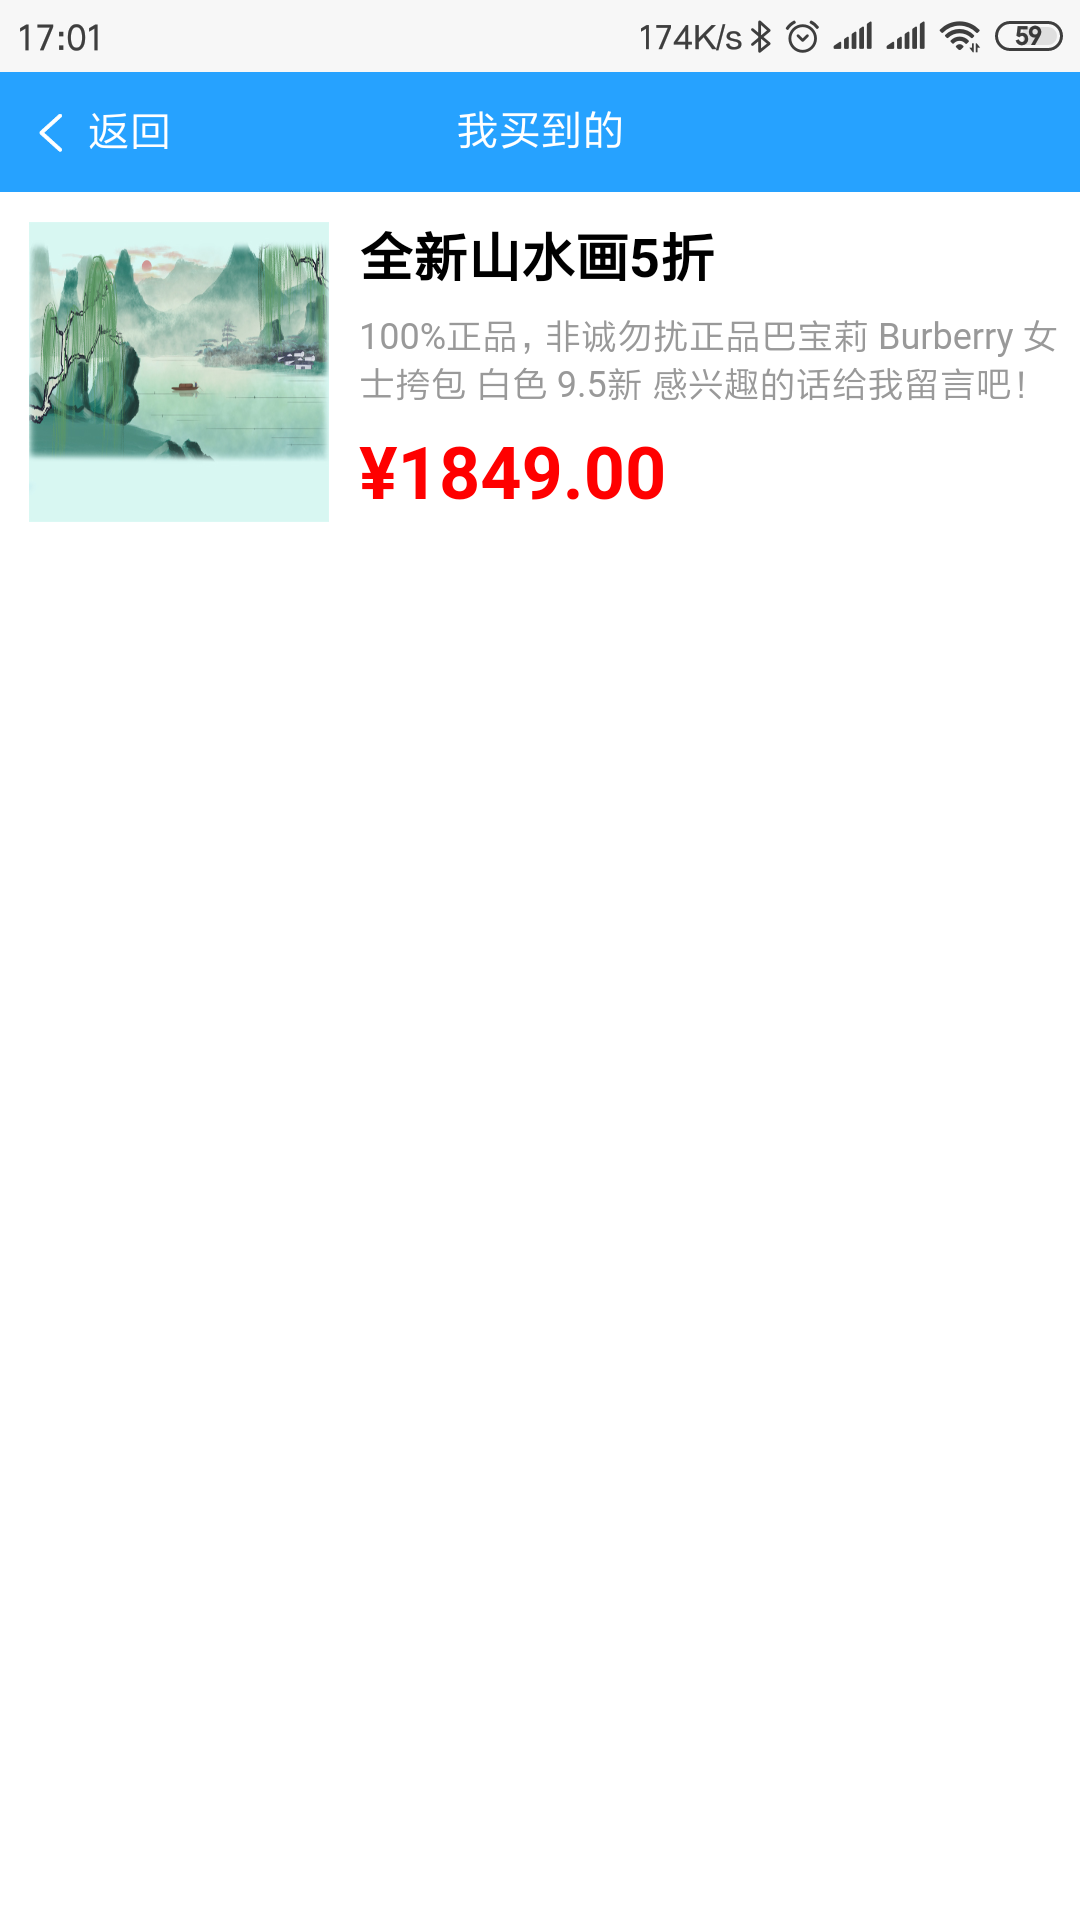 17:01
174K/s
59
返回
我买到的
全新山水画5折
100%正品，非诚勿扰正品巴宝莉 Burberry 女
士挎包 白色 9.5新 感兴趣的话给我留言吧！
¥1849.00